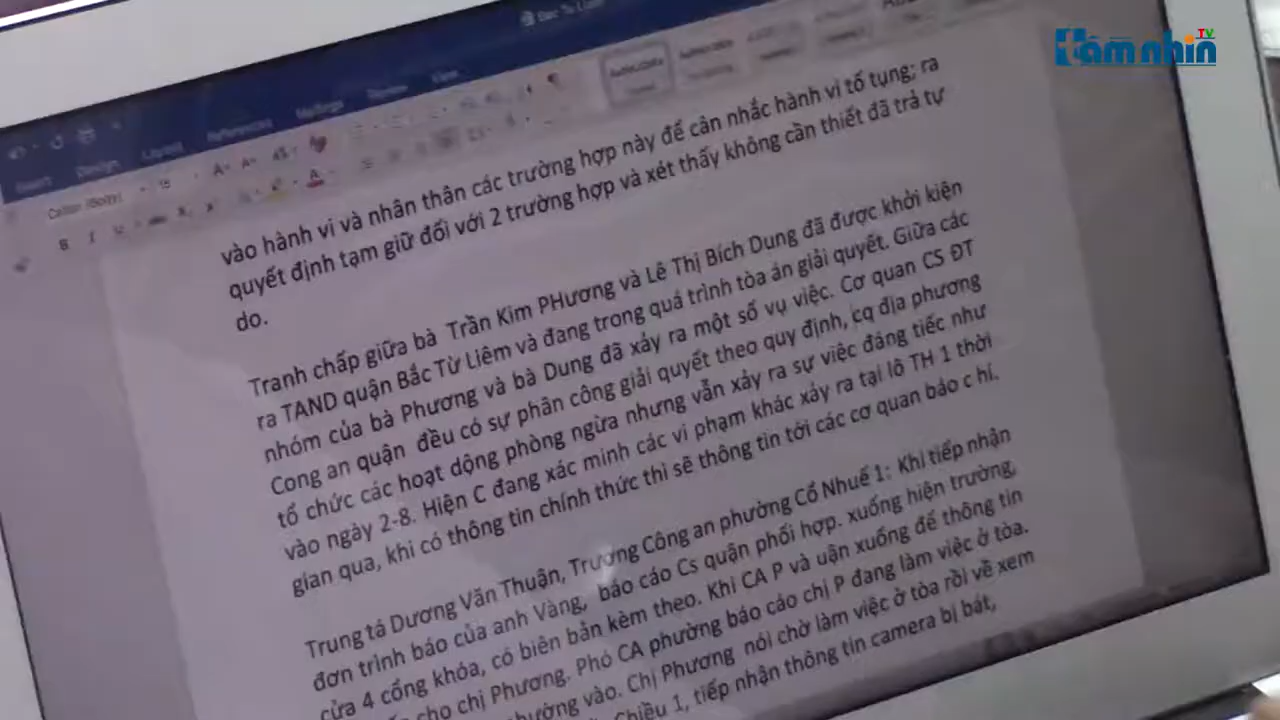 Tầm nhìn TV
References Mailings Review View
Insert Design Layout
vào hành vi và nhân thân các trường hợp này để cân nhắc hành vi tố tụng; ra
quyết định tạm giữ đối với 2 trường hợp và xét thấy không cần thiết đã trả tự
do.
Tranh chấp giữa bà Trần Kim PHương và Lê Thị Bích Dung đã được khởi kiện
ra TAND quận Bắc Từ Liêm và đang trong quá trình tòa án giải quyết. Giữa các
nhóm của bà Phương và bà Dung đã xảy ra một số vụ việc. Cơ quan CS ĐT
Cong an quận đều có sự phân công giải quyết theo quy định, cq địa phương
tổ chức các hoạt dộng phòng ngừa nhưng vẫn xảy ra sự việc đáng tiếc như
vào ngày 2-8. Hiện C đang xác minh các vi phạm khác xảy ra tại lô TH 1 thời
gian qua, khi có thông tin chính thức thì sẽ thông tin tới các cơ quan báo c hí.
Trung tá Dương Văn Thuận, Trưởng Công an phường Cổ Nhuế 1: Khi tiếp nhận
đơn trình báo của anh Vàng, báo cáo Cs quận phối hợp. xuống hiện trường,
cửa 4 cổng khóa, có biên bản kèm theo. Khi CA P và uận xuống để thông tin
cho chị Phương. Phó CA phường báo cáo chị P đang làm việc ở tòa.
hường vào. Chị Phương nói chờ làm việc ở tòa rồi về xem
Chiều 1, tiếp nhận thông tin camera bị bát,